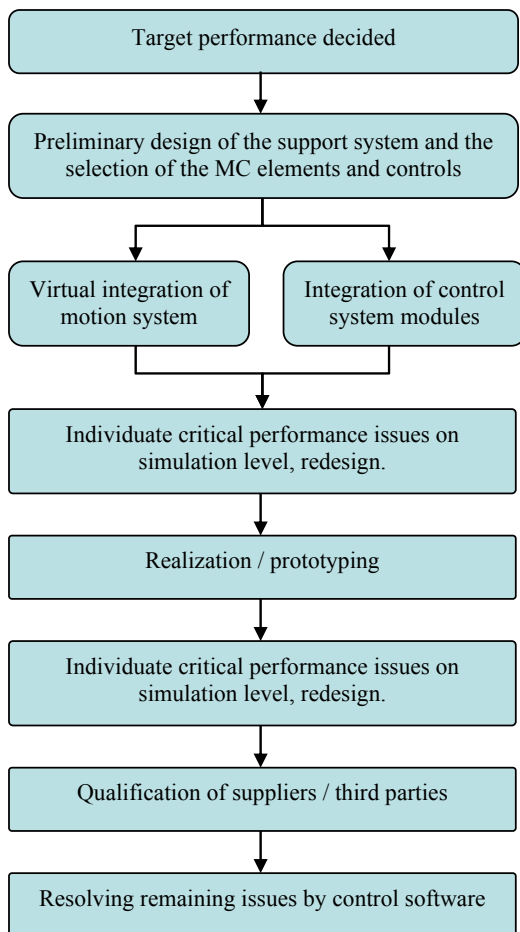 Target performance decided
Preliminary design of the support system and the
selection of the MC elements and controls
Virtual integration of
motion system
Integration of control
system modules
Individuate critical performance issues on
simulation level, redesign.
Realization / prototyping
Individuate critical performance issues on
simulation level, redesign.
Qualification of suppliers / third parties
Resolving remaining issues by control software